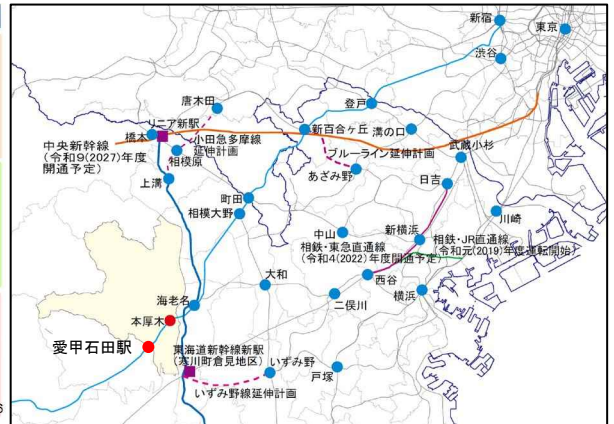 新宿
東京
渋谷
唐木田
登戸
リニア新駅
橋本
新百合ヶ丘
溝の口
小田急多摩線
延伸計画
武蔵小杉
中央新幹線
(令和9(2027)年度
開通予定)
相模原
ブルーライン延伸計画
あざみ野
日吉
上溝
町田
相模大野
川崎
中山
新横浜
相鉄・JR直通線
(令和元(2019)年度運転開始)
相鉄・東急直通線
(令和4(2022)年度開通予定)
西谷
大和
二俣川
横浜
海老名
本厚木
愛甲石田駅
東海道新幹線新駅
(寒川町倉見地区)
いずみ野
戸塚
いずみ野線延伸計画
6